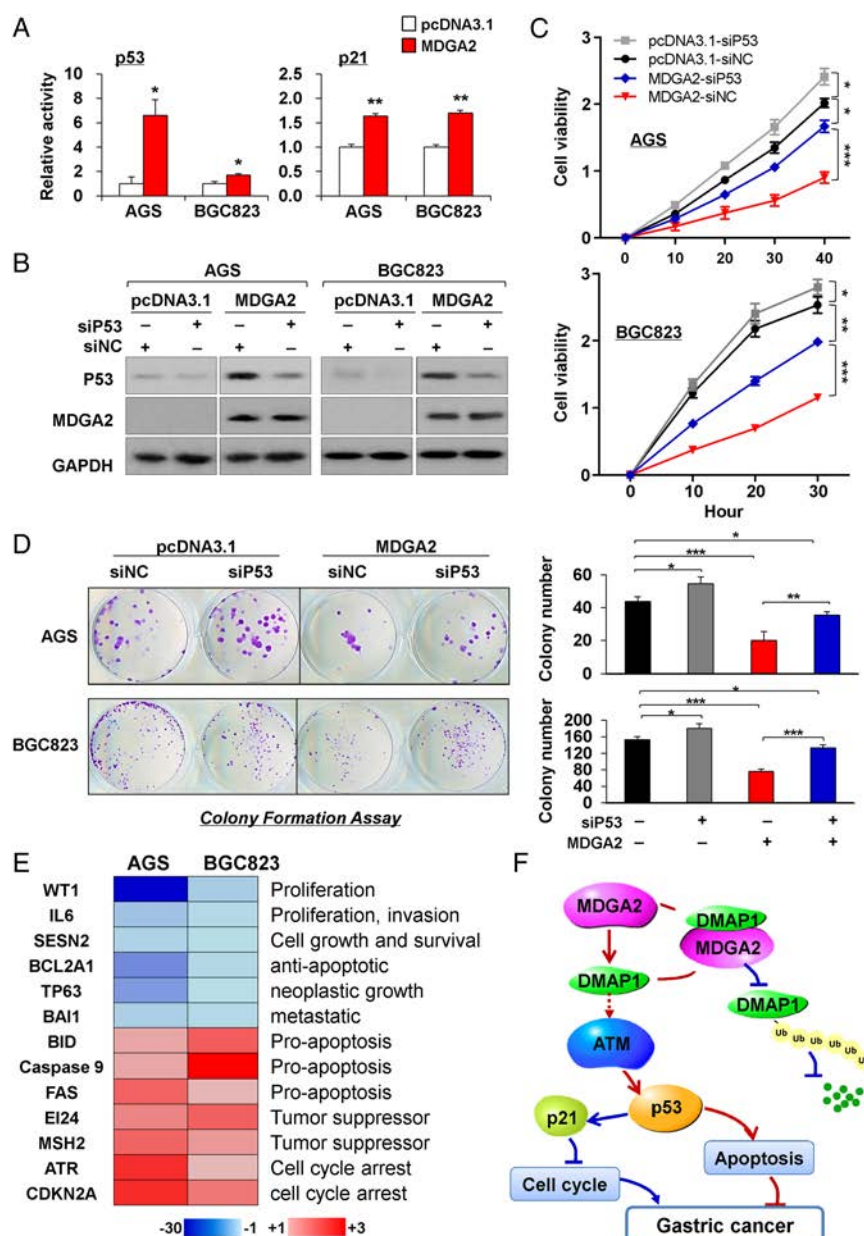 A
pcDNA3.1
MDGA2
p53
p21
Relative activity
10
8
6
4
2
0
*
*
AGS BGC823
2.5
2.0
1.5
1.0
0.5
0.0
**
**
AGS BGC823
B
AGS BGC823
pcDNA3.1 MDGA2 pcDNA3.1 MDGA2
siP53 – + – + – + – +
siNC + – + – + – + –
P53
MDGA2
GAPDH
C
pcDNA3.1-siP53
pcDNA3.1-siNC
MDGA2-siP53
MDGA2-siNC
Cell viability
3
2
1
0
AGS
*
*
***
0 10 20 30 40
Cell viability
3
2
1
0
BGC823
*
**
***
0 10 20 30
Hour
D
pcDNA3.1 MDGA2
siNC siP53 siNC siP53
AGS
BGC823
Colony Formation Assay
Colony number
60
40
20
0
*
***
*
**
Colony number
200
160
120
80
40
0
*
***
*
***
siP53 – + – +
MDGA2 – – + +
E
AGS BGC823
WT1 Proliferation
IL6 Proliferation, invasion
SESN2 Cell growth and survival
BCL2A1 anti-apoptotic
TP63 neoplastic growth
BAI1 metastatic
BID Pro-apoptosis
Caspase 9 Pro-apoptosis
FAS Pro-apoptosis
EI24 Tumor suppressor
MSH2 Tumor suppressor
ATR Cell cycle arrest
CDKN2A cell cycle arrest
-30 -1 +1 +3
F
MDGA2
DMAP1
MDGA2
DMAP1
DMAP1
Ub Ub Ub Ub Ub Ub
ATM
p21
p53
Cell cycle
Apoptosis
Gastric cancer